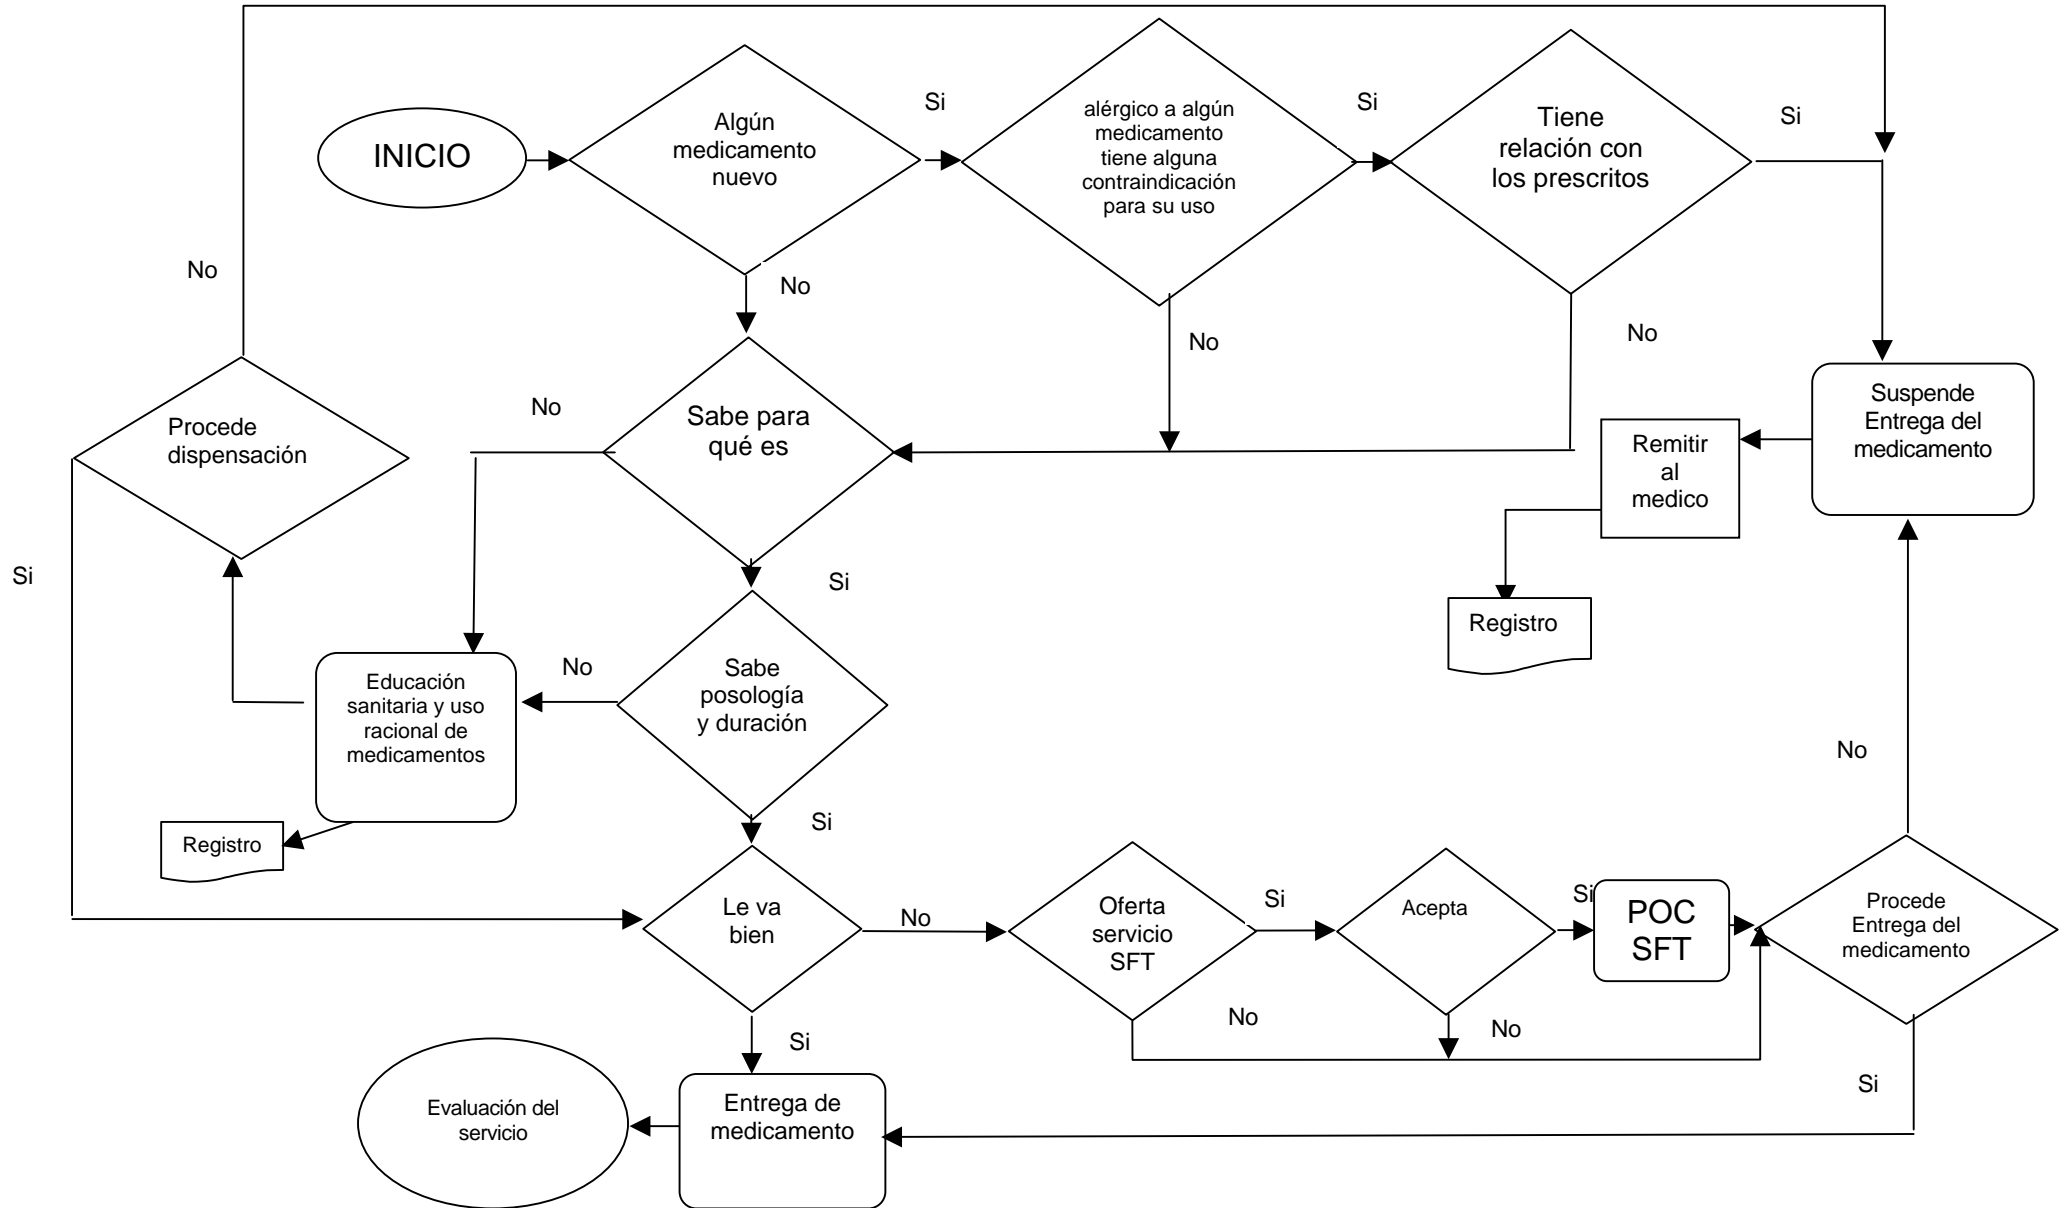 INICIO
Algún
medicamento
nuevo
Si
alérgico a algún
medicamento
tiene alguna
contraindicación
para su uso
Si
Tiene
relación con
los prescritos
Si
No
No
No
No
Procede
dispensación
No
Sabe para
qué es
Suspende
Entrega del
medicamento
Remitir
al
medico
Registro
Si
Si
Educación
sanitaria y uso
racional de
medicamentos
No
Sabe
posología
y duración
No
Registro
Si
Le va
bien
No
Oferta
servicio
SFT
Si
Acepta
Si
POC
SFT
Procede
Entrega del
medicamento
No
No
Si
Si
Evaluación del
servicio
Entrega de
medicamento